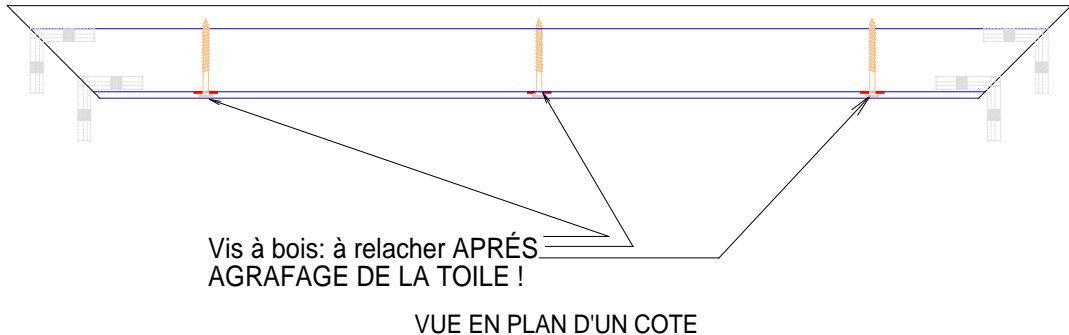 Vis à bois: à relacher APRÉS
AGRAFAGE DE LA TOILE !
VUE EN PLAN D'UN COTE